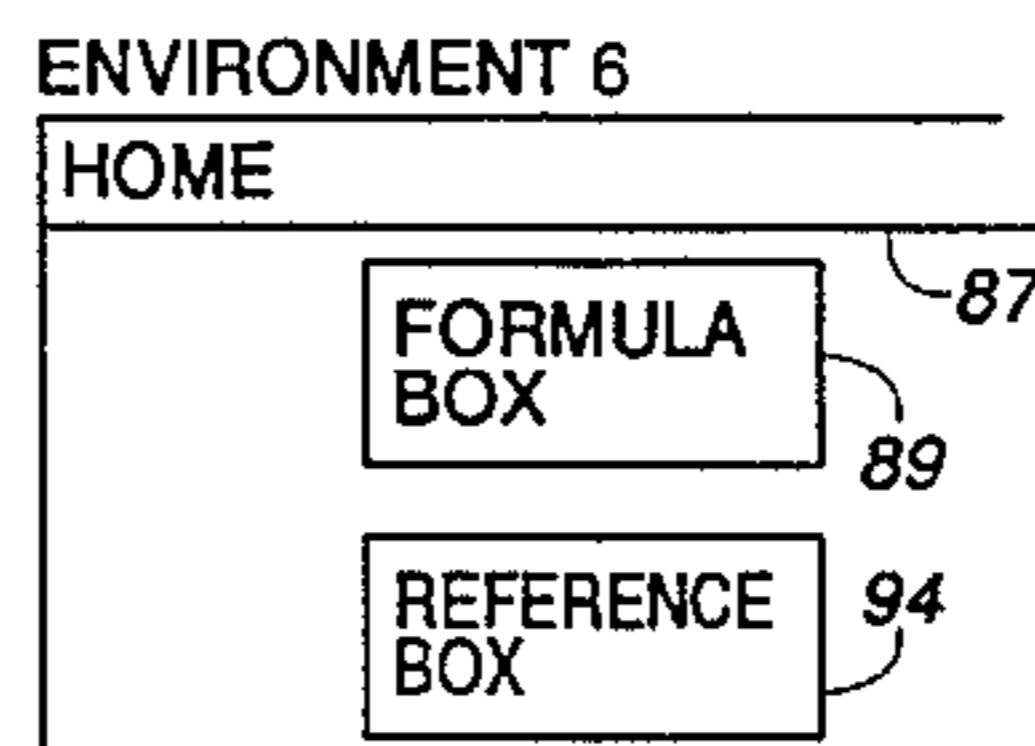 ENVIRONMENT 6
HOME
87
FORMULA
BOX
89
REFERENCE
BOX
94